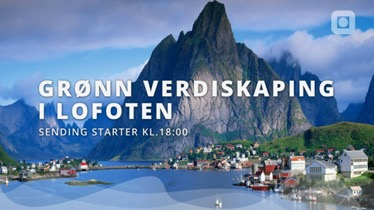 GRØNN VERDISKAPING
I LOFOTEN
SENDING STARTER KL.18:00